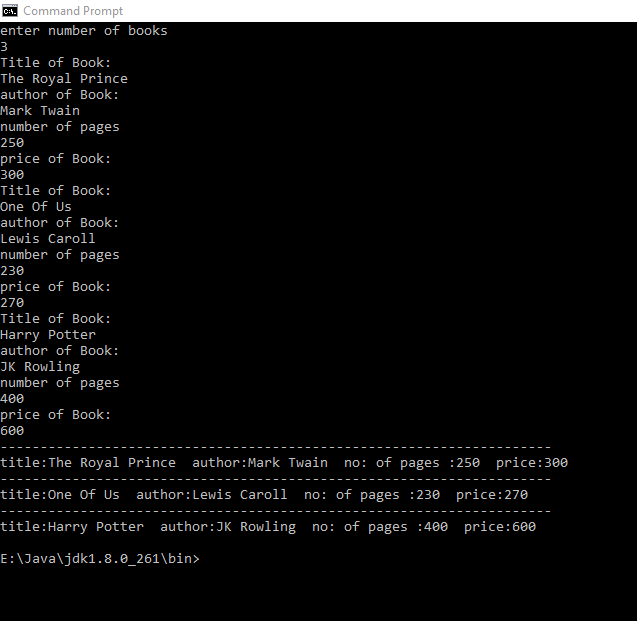 Command Prompt
enter number of books
3
Title of Book:
The Royal Prince
author of Book:
Mark Twain
number of pages
250
price of Book:
300
Title of Book:
One Of Us
author of Book:
Lewis Caroll
number of pages
230
price of Book:
270
Title of Book:
Harry Potter
author of Book:
JK Rowling
number of pages
400
price of Book:
600
---------------------------------------------------------------------
title:The Royal Prince  author:Mark Twain  no: of pages :250  price:300
---------------------------------------------------------------------
title:One Of Us  author:Lewis Caroll  no: of pages :230  price:270
---------------------------------------------------------------------
title:Harry Potter  author:JK Rowling  no: of pages :400  price:600
E:\Java\jdk1.8.0_261\bin>